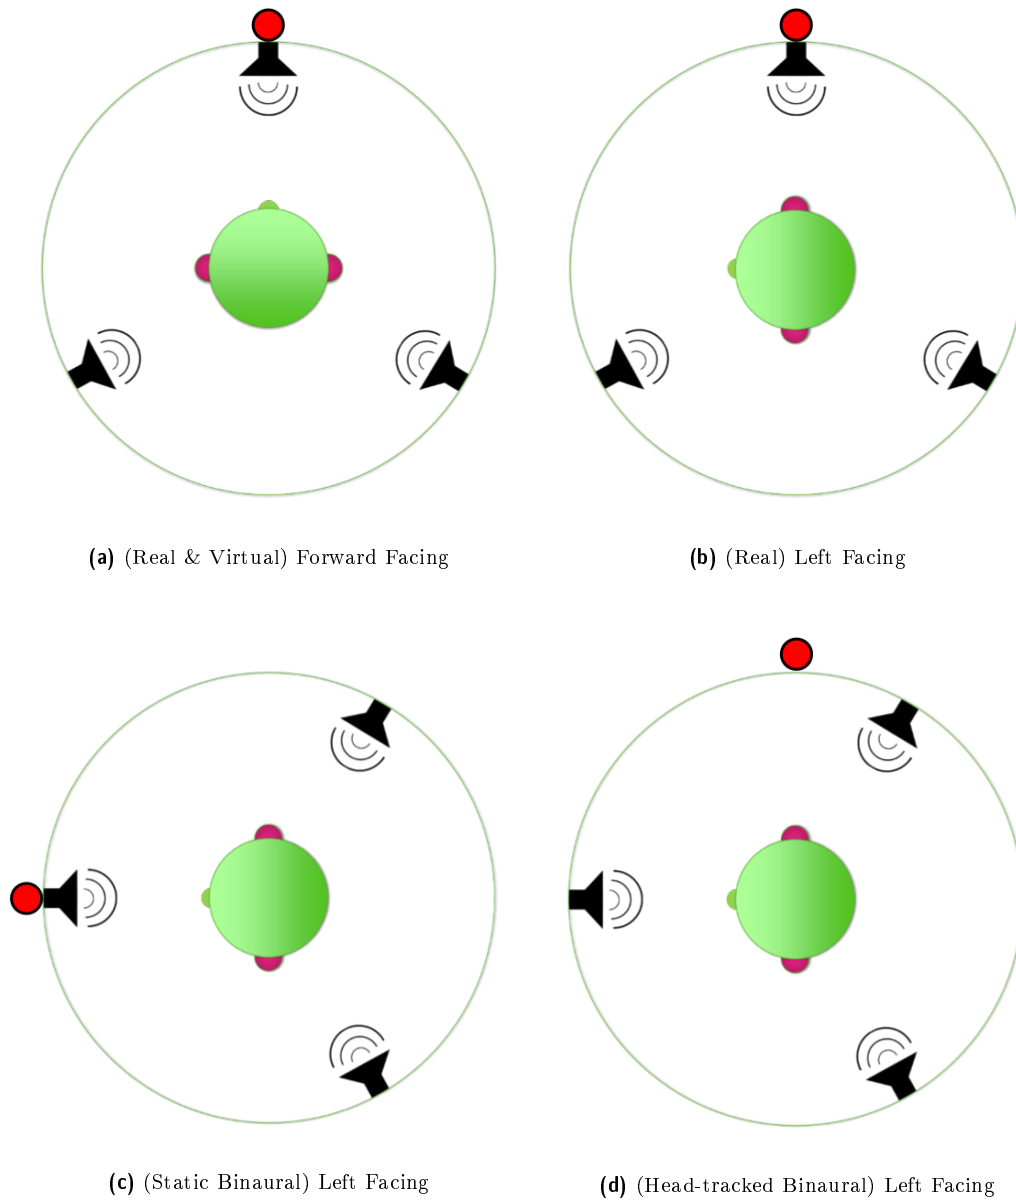 (a) (Real & Virtual) Forward Facing
(b) (Real) Left Facing
(c) (Static Binaural) Left Facing
(d) (Head-tracked Binaural) Left Facing